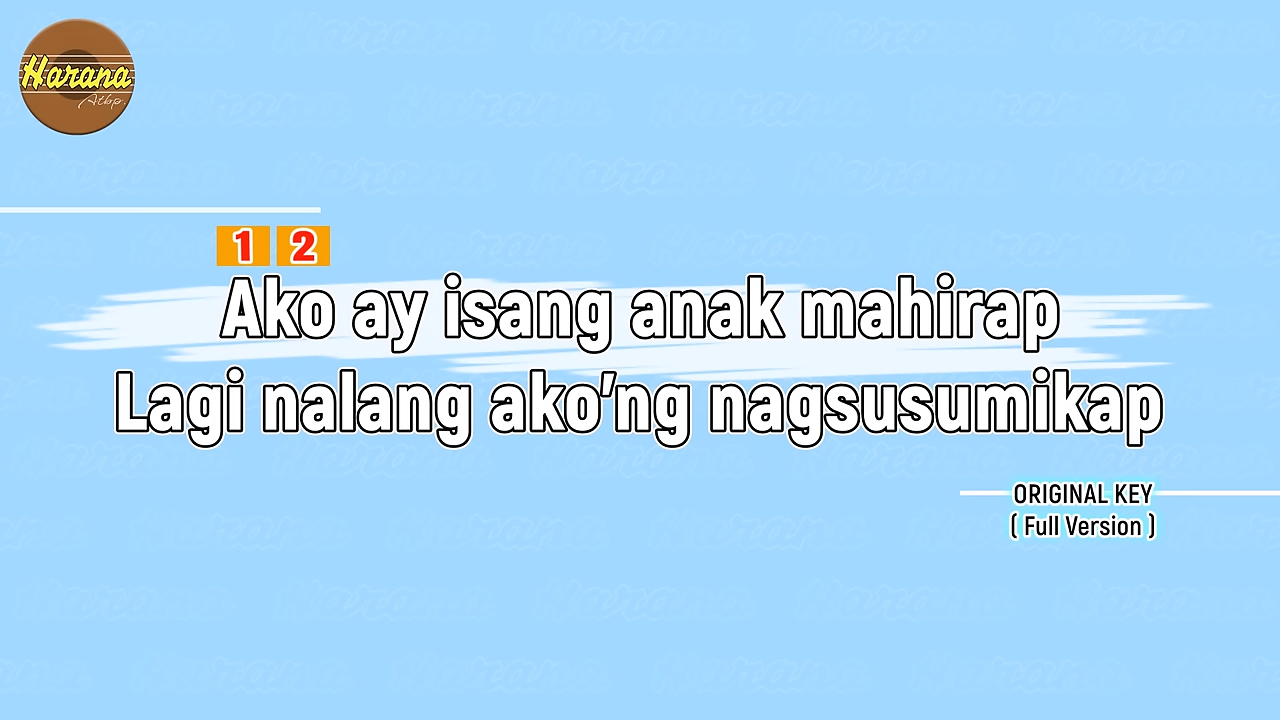 Harana
Atbp.
1 2
Ako ay isang anak mahirap
Lagi nalang ako'ng nagsusumikap
ORIGINAL KEY
( Full Version )